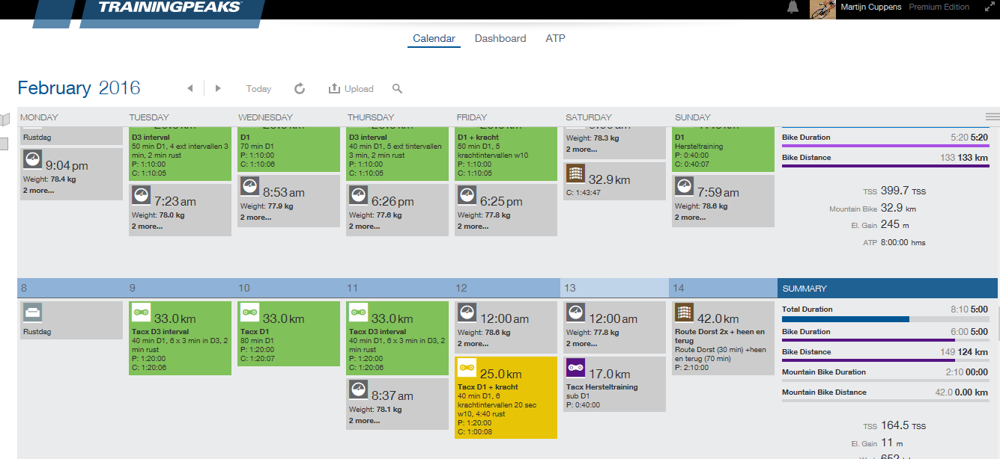 TRAININGPEAKS
Martijn Cuppens Premium Edition
Calendar Dashboard ATP
February 2016
Today Upload
MONDAY TUESDAY WEDNESDAY THURSDAY FRIDAY SATURDAY SUNDAY
Rustdag
9:04 pm
Weight: 78.4 kg
2 more...
D3 interval
50 min D1, 4 ext intervallen 3
min, 2 min rust
P: 1:10:00
C: 1:10:05
7:23 am
Weight: 78.0 kg
2 more...
D1
70 min D1
P: 1:10:00
C: 1:10:06
8:53 am
Weight: 77.9 kg
2 more...
D3 interval
40 min D1, 5 ext tintervallen
3 min, 2 min rust
P: 1:10:00
C: 1:10:05
6:26 pm
Weight: 77.6 kg
2 more...
D1 + kracht
50 min D1, 5
krachtintervallen w10
P: 1:10:00
C: 1:10:05
6:25 pm
Weight: 77.8 kg
2 more...
Weight: 78.3 kg
2 more...
32.9 km
C: 1:43:47
D1
Hersteltraining
P: 0:40:00
C: 0:40:07
7:59 am
Weight: 78.6 kg
2 more...
Bike Duration 5:20 5:20
Bike Distance 133 133 km
TSS 399.7 TSS
Mountain Bike 32.9 km
El. Gain 245 m
ATP 8:00:00 hms
8 9 10 11 12 13 14 SUMMARY
Rustdag
33.0 km
Tacx D3 interval
40 min D1, 6 x 3 min in D3, 2
min rust
P: 1:20:00
C: 1:20:06
33.0 km
Tacx D1
80 min D1
P: 1:20:00
C: 1:20:07
33.0 km
Tacx D3 interval
40 min D1, 6 x 3 min in D3, 2
min rust
P: 1:20:00
C: 1:20:06
8:37 am
Weight: 78.1 kg
2 more...
12:00 am
Weight: 78.6 kg
2 more...
25.0 km
Tacx D1 + kracht
40 min D1, 6
krachtintervallen 20 sec
w10, 4:40 rust
P: 1:20:00
C: 1:00:08
12:00 am
Weight: 77.8 kg
2 more...
17.0 km
Tacx Hersteltraining
sub D1
P: 0:40:00
42.0 km
Route Dorst 2x + heen en
terug
Route Dorst (30 min) +heen
en terug (70 min)
P: 2:10:00
Total Duration 8:10 5:00
Bike Duration 6:00 5:00
Bike Distance 149 124 km
Mountain Bike Duration 2:10 00:00
Mountain Bike Distance 42.0 0.00 km
TSS 164.5 TSS
El. Gain 11 m